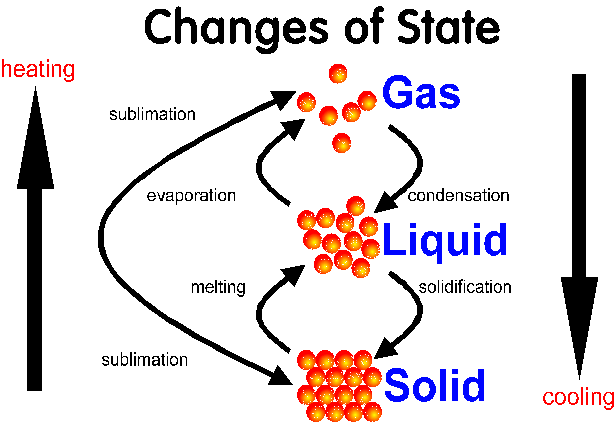 Changes of State
heating
Gas
sublimation
evaporation
condensation
Liquid
melting
solidification
sublimation
Solid
cooling